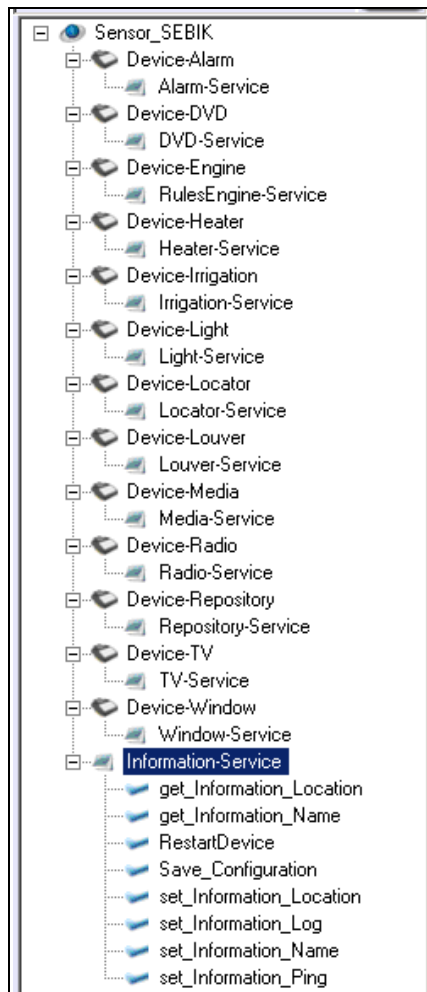 Sensor_SEBIK
Device-Alarm
Alarm-Service
Device-DVD
DVD-Service
Device-Engine
RulesEngine-Service
Device-Heater
Heater-Service
Device-Irrigation
Irrigation-Service
Device-Light
Light-Service
Device-Locator
Locator-Service
Device-Louver
Louver-Service
Device-Media
Media-Service
Device-Radio
Radio-Service
Device-Repository
Repository-Service
Device-TV
TV-Service
Device-Window
Window-Service
Information-Service
get_Information_Location
get_Information_Name
RestartDevice
Save_Configuration
set_Information_Location
set_Information_Log
set_Information_Name
set_Information_Ping